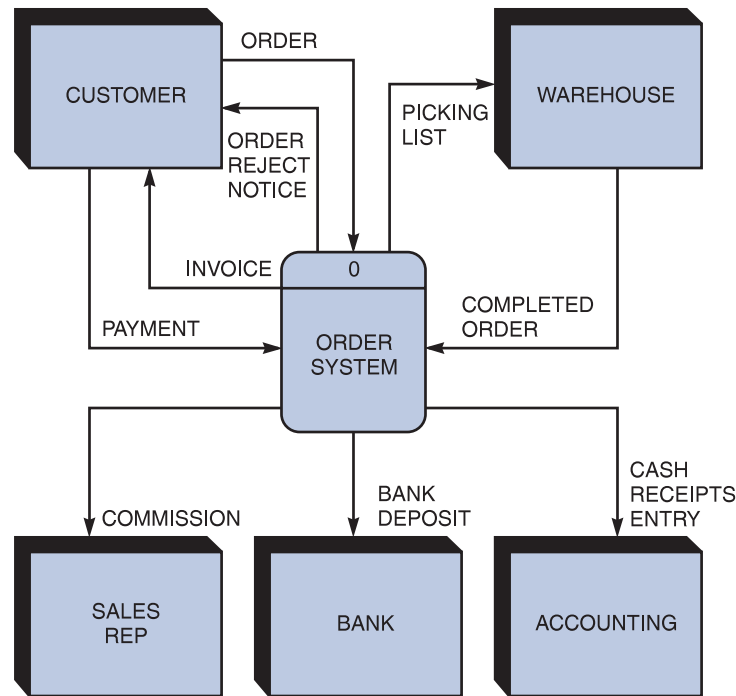 ORDER
CUSTOMER
WAREHOUSE
PICKING
LIST
ORDER
REJECT
NOTICE
INVOICE
0
COMPLETED
ORDER
PAYMENT
ORDER
SYSTEM
COMMISSION
BANK
DEPOSIT
CASH
RECEIPTS
ENTRY
SALES
REP
BANK
ACCOUNTING